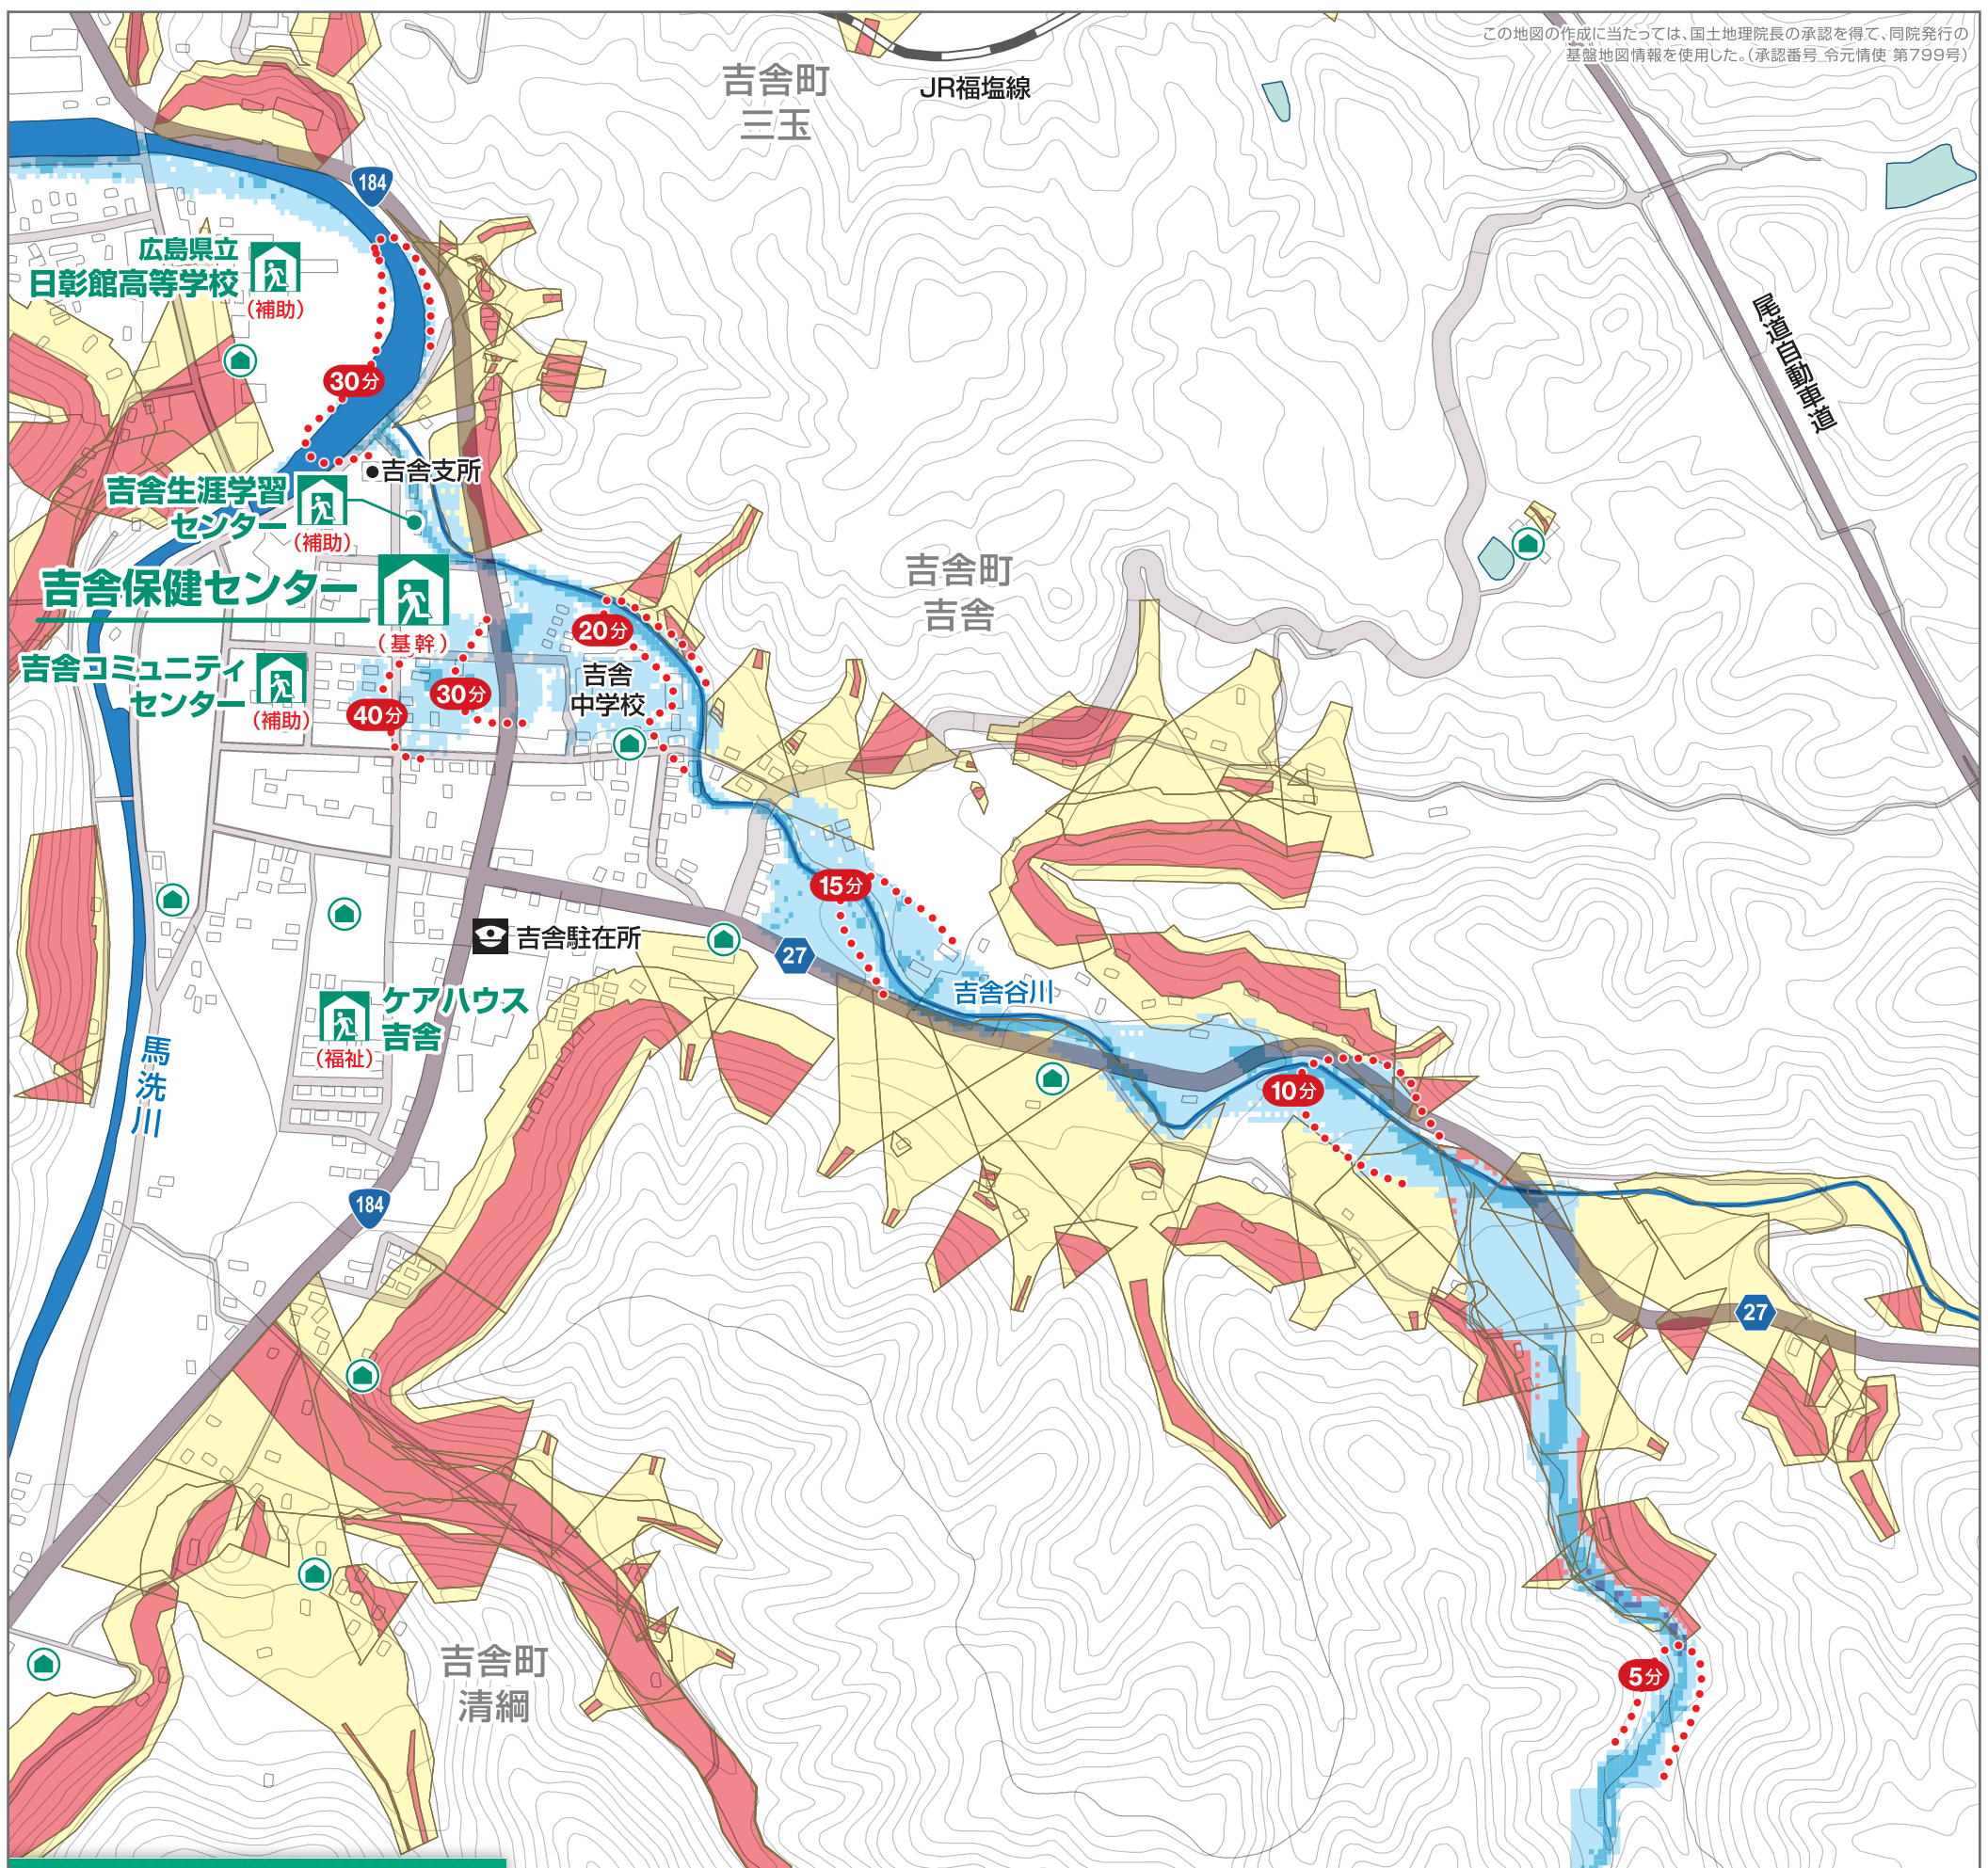 この地図の作成に当たっては、国土地理院長の承認を得て、同院発行の
基盤地図情報を使用した。（承認番号 令元情使 第799号）
吉舎町
三玉
JR福塩線
184
広島県立
日彰館高等学校
（補助）
尾道自動車道
30分
吉舎支所
吉舎生涯学習
センター
（補助）
吉舎保健センター
（基幹）
吉舎町
吉舎
20分
吉舎コミュニティ
センター
（補助）
吉舎
中学校
30分
40分
15分
吉舎駐在所
27
吉舎谷川
ケアハウス
吉舎
（福祉）
馬洗川
10分
184
27
吉舎町
清綱
5分